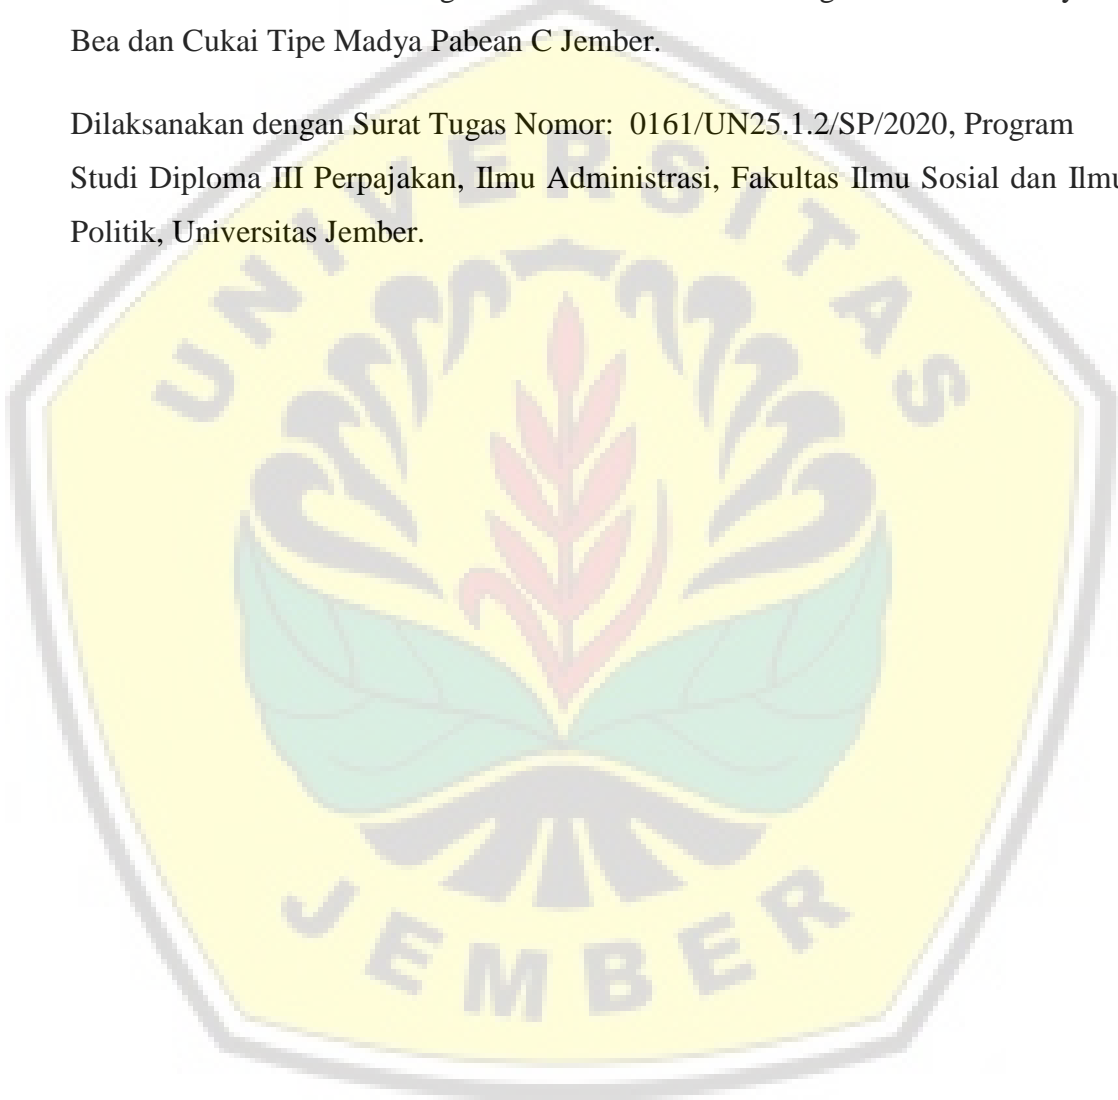 Bea dan Cukai Tipe Madya Pabean C Jember.
Dilaksanakan dengan Surat Tugas Nomor: 0161/UN25.1.2/SP/2020, Program
Studi Diploma III Perpajakan, Ilmu Administrasi, Fakultas Ilmu Sosial dan Ilmu
Politik, Universitas Jember.
UNIVERSITAS
JEMBER